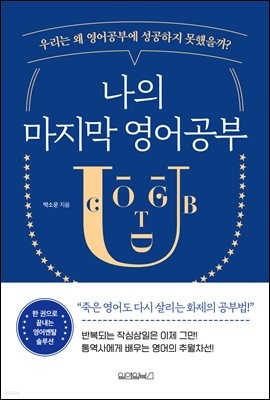 우리는 왜 영어공부에 성공하지 못했을까?
나의
마지막 영어공부
박소운 지음
U
C O T G B
T
D
한 권으로
끝내는
영어멘탈
솔루션
“죽은 영어도 다시 살리는 화제의 공부법!”
반복되는 작심삼일은 이제 그만!
통역사에게 배우는 영어의 추월차선!